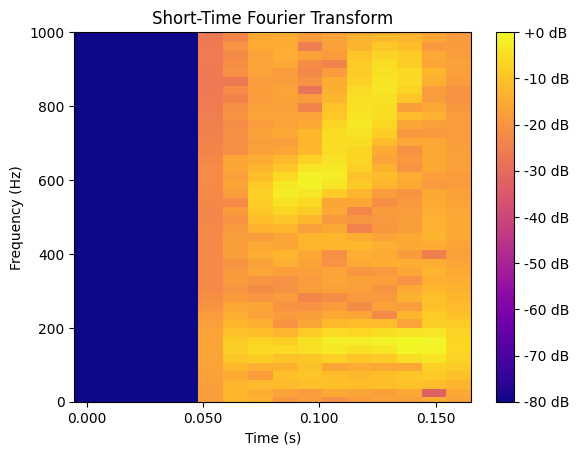 Short-Time Fourier Transform
1000
800
600
400
200
0
Frequency (Hz)
0.000
0.050
0.100
0.150
Time (s)
+0 dB
-10 dB
-20 dB
-30 dB
-40 dB
-50 dB
-60 dB
-70 dB
-80 dB